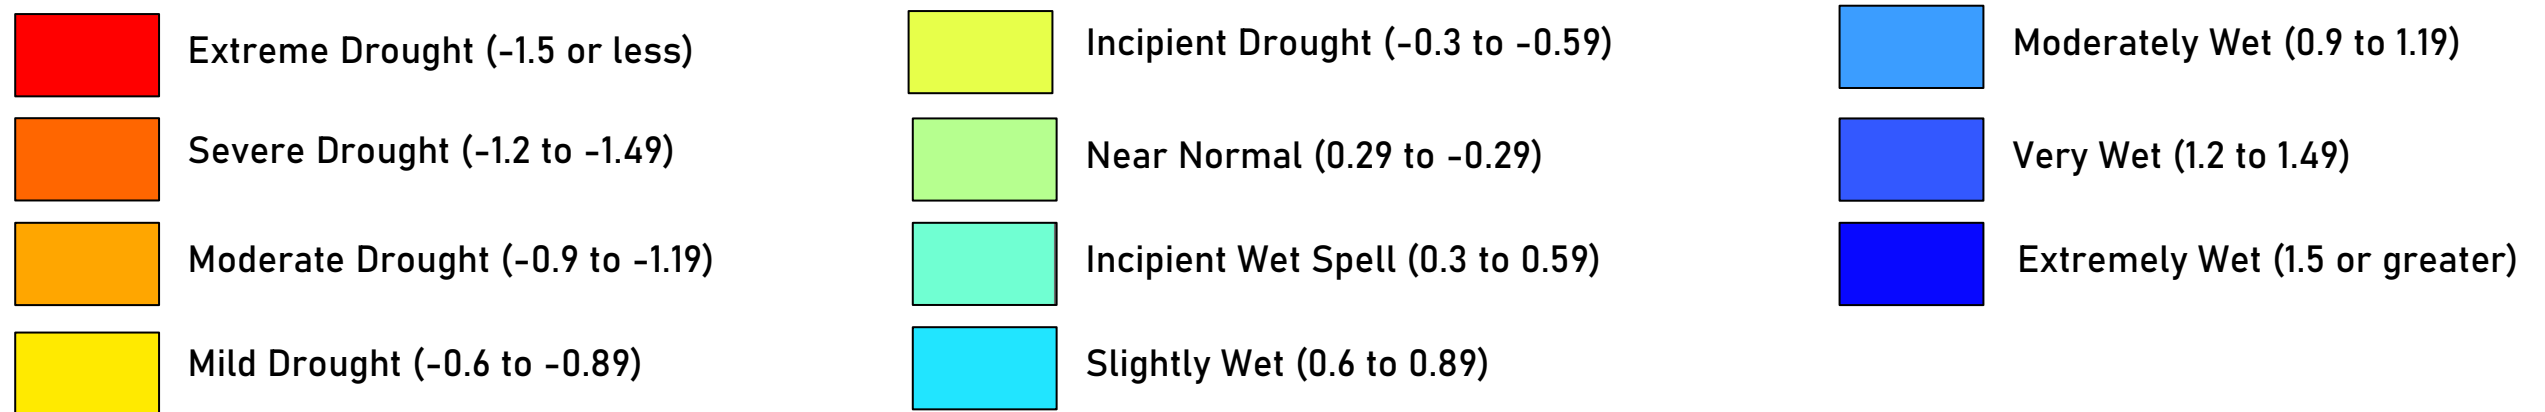 Extreme Drought (-1.5 or less)
Severe Drought (-1.2 to -1.49)
Moderate Drought (-0.9 to -1.19)
Mild Drought (-0.6 to -0.89)
Incipient Drought (-0.3 to -0.59)
Near Normal (0.29 to -0.29)
Incipient Wet Spell (0.3 to 0.59)
Slightly Wet (0.6 to 0.89)
Moderately Wet (0.9 to 1.19)
Very Wet (1.2 to 1.49)
Extremely Wet (1.5 or greater)